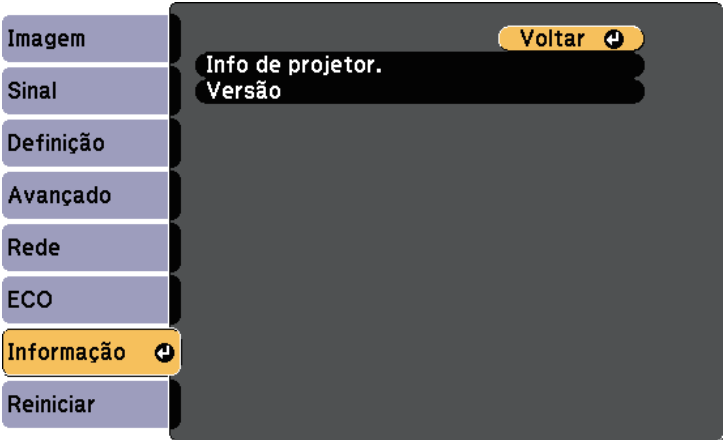 Imagem
Sinal
Definição
Avançado
Rede
ECO
Informação
Reiniciar
Voltar
Info de projetor.
Versão